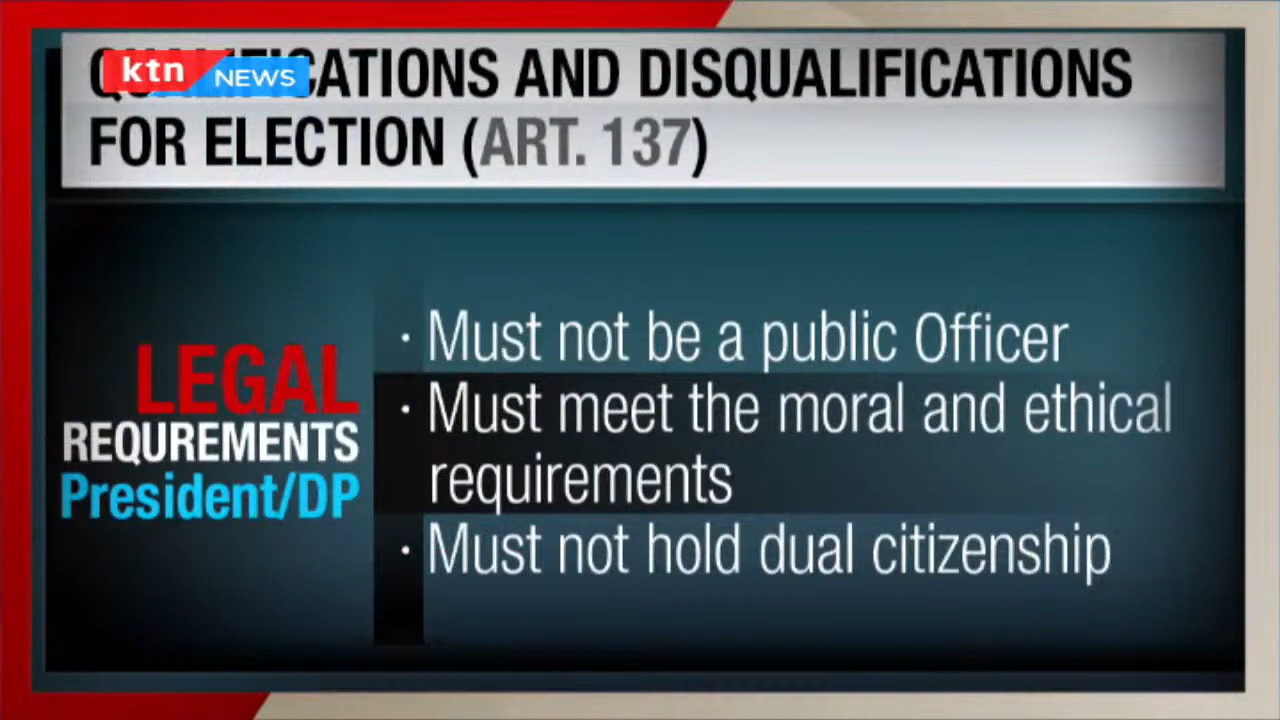 ktn NEWS
QUALIFICATIONS AND DISQUALIFICATIONS
FOR ELECTION (ART. 137)
LEGAL
REQUREMENTS
President/DP
· Must not be a public Officer
· Must meet the moral and ethical
requirements
· Must not hold dual citizenship